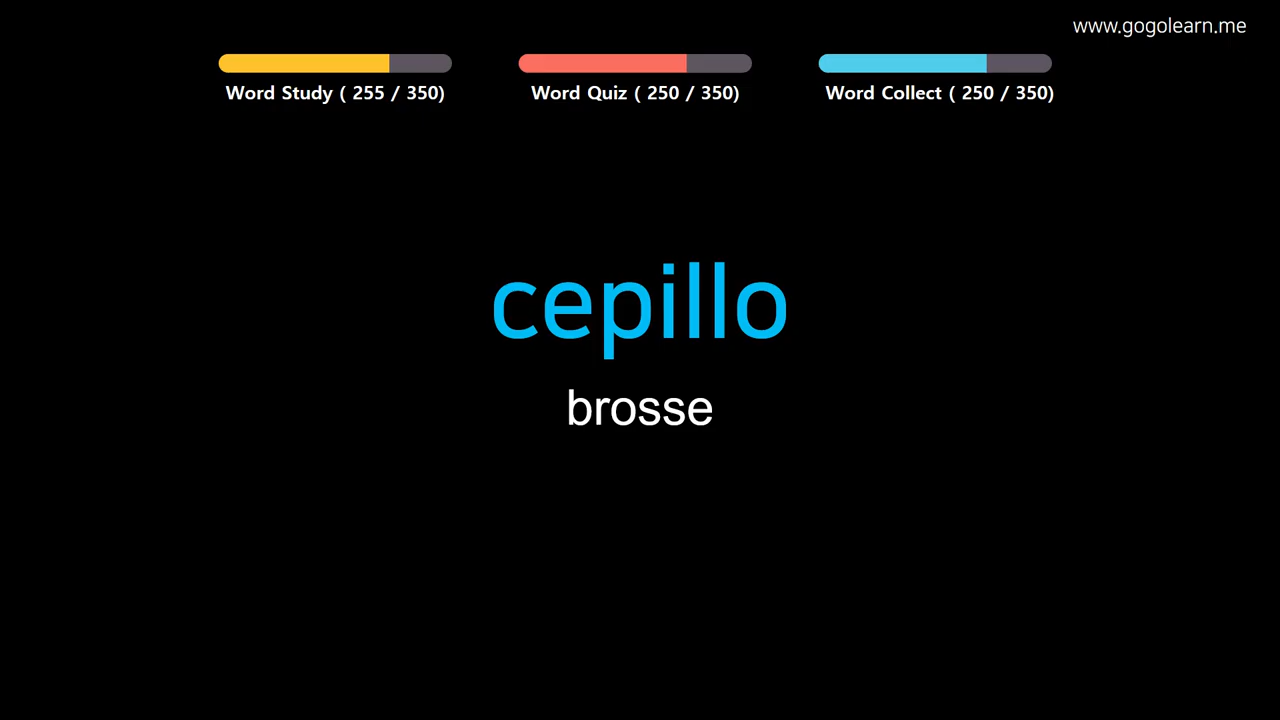 www.gogolearn.me
Word Study ( 255 / 350)
Word Quiz ( 250 / 350)
Word Collect ( 250 / 350)
cepillo
brosse